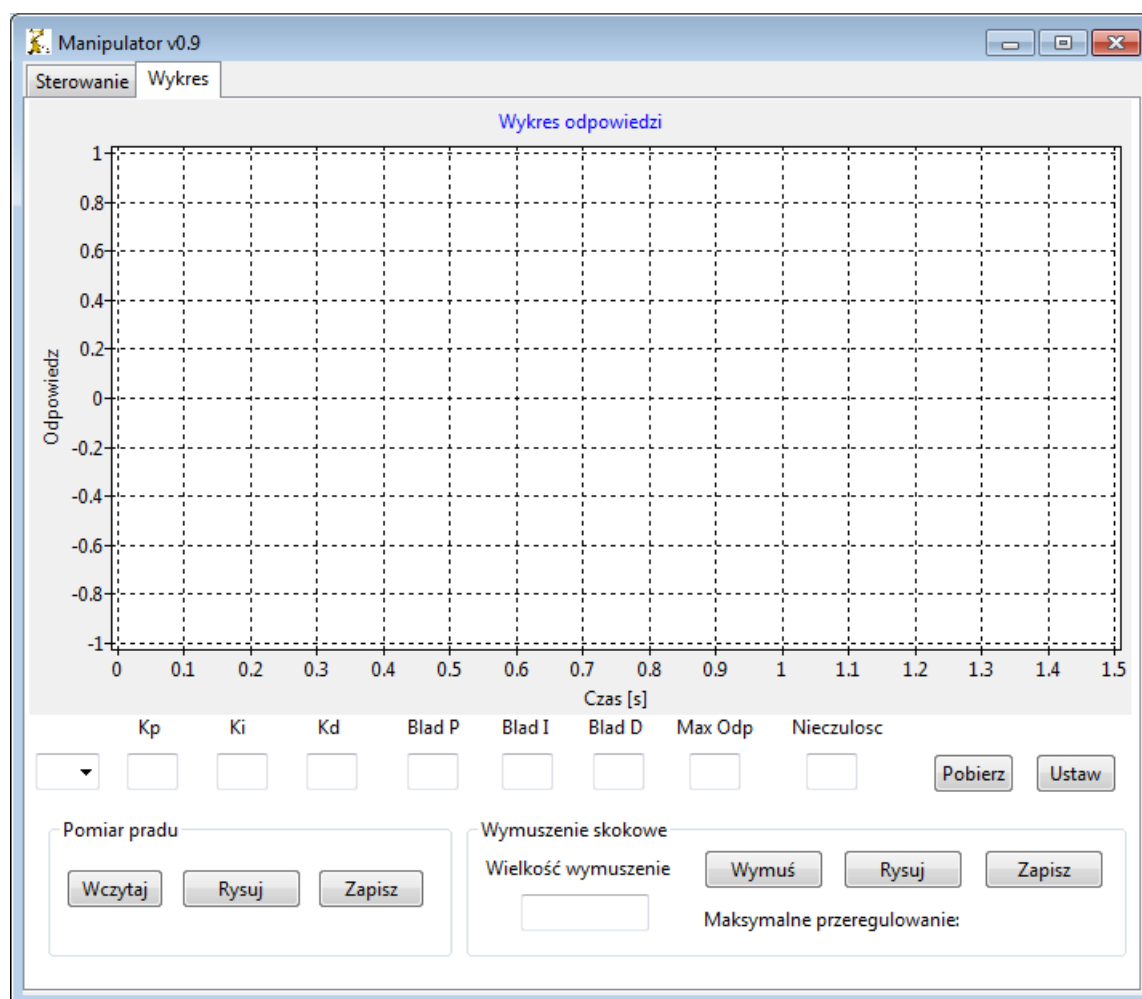 Manipulator v0.9
Sterowanie Wykres
Wykres odpowiedzi
1
0.8
0.6
0.4
0.2
0
-0.2
-0.4
-0.6
-0.8
-1
Odpowiedz
0 0.1 0.2 0.3 0.4 0.5 0.6 0.7 0.8 0.9 1 1.1 1.2 1.3 1.4 1.5
Czas [s]
Kp Ki Kd Blad P Blad I Blad D Max Odp Nieczulosc
Pobierz Ustaw
Pomiar pradu
Wczytaj Rysuj Zapisz
Wymuszenie skokowe
Wielkość wymuszenie
Wymuś Rysuj Zapisz
Maksymalne przeregulowanie: